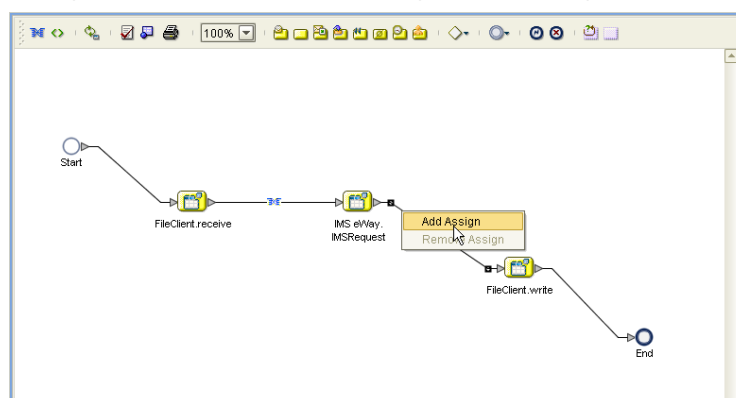 100%
Start
FileClient.receive
IMS eWay.
IMSRequest
Add Assign
Remove Assign
FileClient.write
End